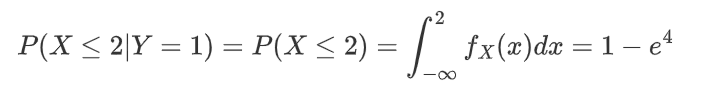 P(X ≤ 2|Y = 1) = P(X ≤ 2) = ∫_{-∞}^{2} f_X(x)dx = 1 − e^4